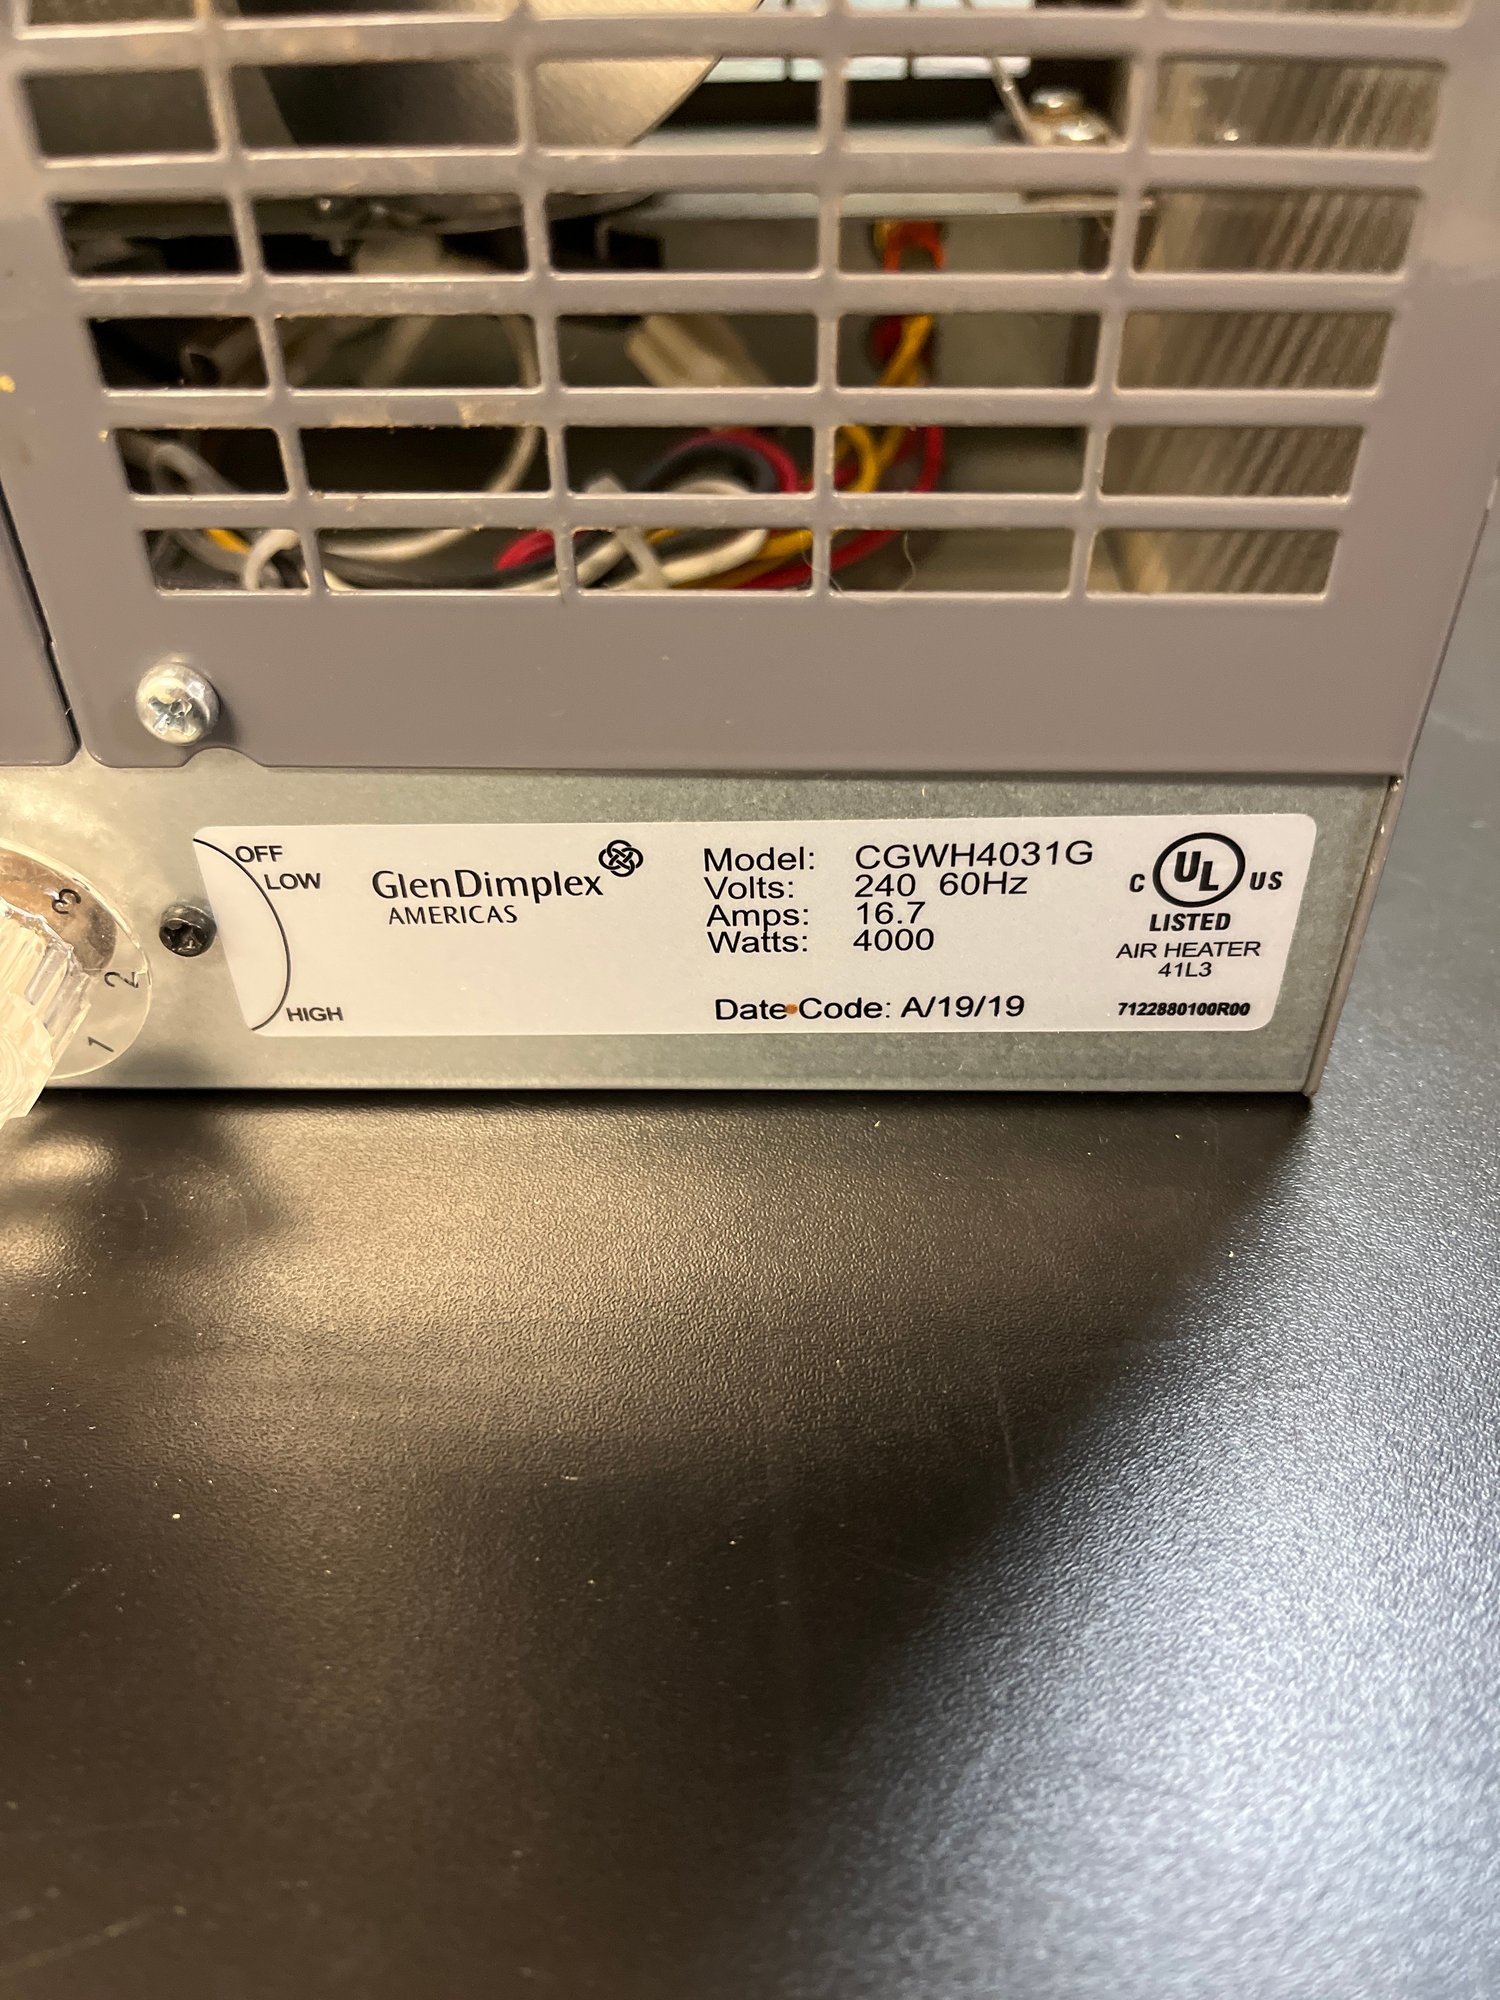 OFF
LOW
HIGH
3
2
1
GlenDimplex
AMERICAS
Model: CGWH4031G
Volts: 240 60Hz
Amps: 16.7
Watts: 4000
Date Code: A/19/19
C UL US
LISTED
AIR HEATER
41L3
7122880100R00